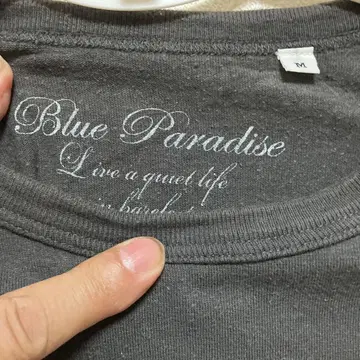 Blue Paradise
Live a quiet life
M